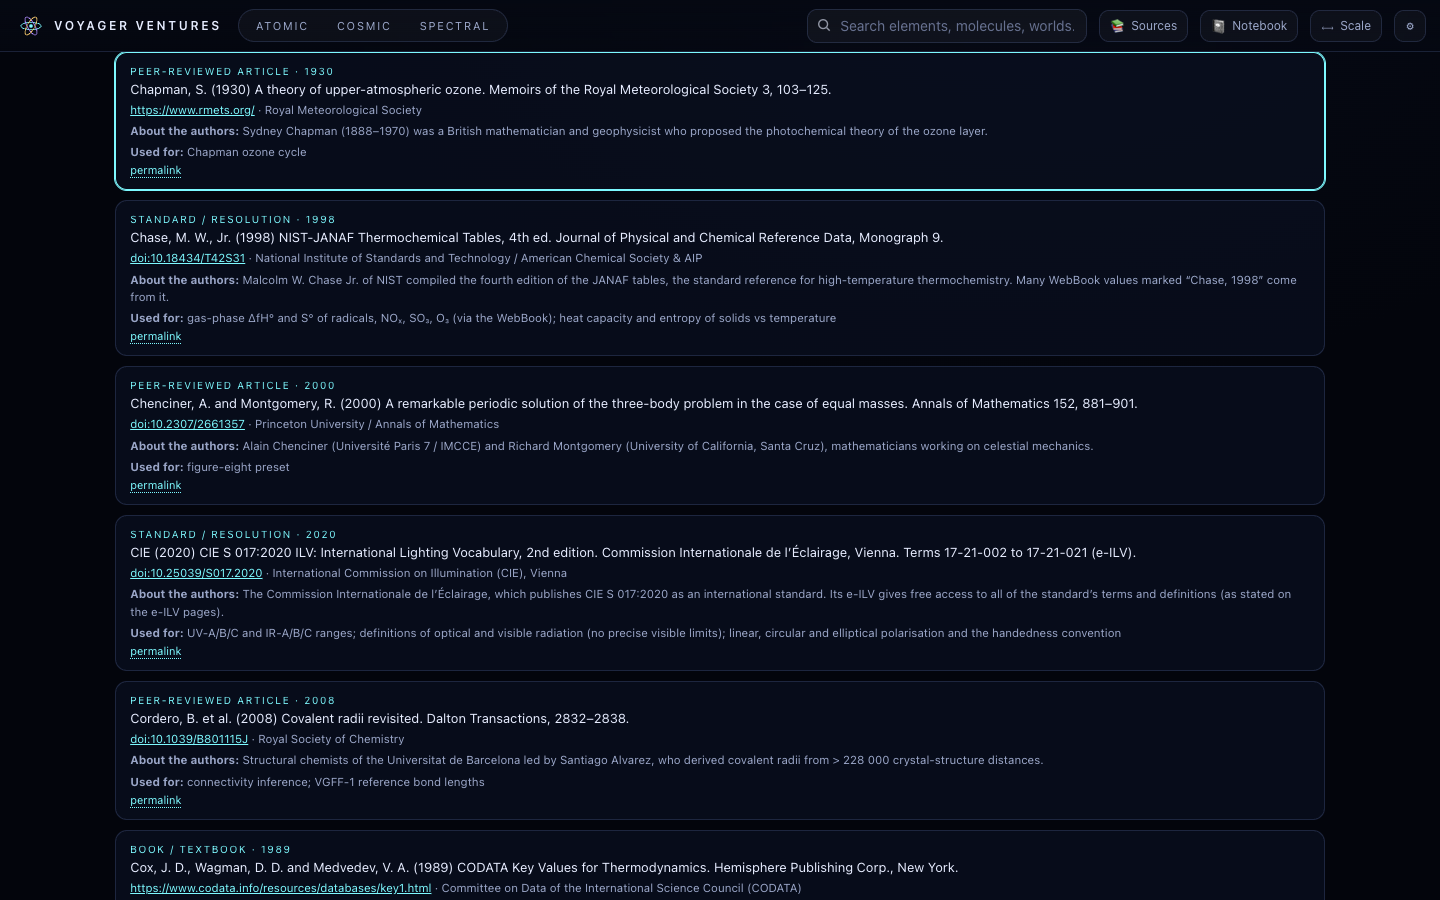 VOYAGER VENTURES
ATOMIC COSMIC SPECTRAL
Search elements, molecules, worlds.
Sources
Notebook
Scale
PEER-REVIEWED ARTICLE · 1930
Chapman, S. (1930) A theory of upper-atmospheric ozone. Memoirs of the Royal Meteorological Society 3, 103–125.
https://www.rmets.org/ · Royal Meteorological Society
About the authors: Sydney Chapman (1888–1970) was a British mathematician and geophysicist who proposed the photochemical theory of the ozone layer.
Used for: Chapman ozone cycle
permalink
STANDARD / RESOLUTION · 1998
Chase, M. W., Jr. (1998) NIST-JANAF Thermochemical Tables, 4th ed. Journal of Physical and Chemical Reference Data, Monograph 9.
doi:10.18434/T42S31 · National Institute of Standards and Technology / American Chemical Society & AIP
About the authors: Malcolm W. Chase Jr. of NIST compiled the fourth edition of the JANAF tables, the standard reference for high-temperature thermochemistry. Many WebBook values marked “Chase, 1998” come
from it.
Used for: gas-phase ΔfH° and S° of radicals, NOₓ, SO₂, O₃ (via the WebBook); heat capacity and entropy of solids vs temperature
permalink
PEER-REVIEWED ARTICLE · 2000
Chenciner, A. and Montgomery, R. (2000) A remarkable periodic solution of the three-body problem in the case of equal masses. Annals of Mathematics 152, 881–901.
doi:10.2307/2661357 · Princeton University / Annals of Mathematics
About the authors: Alain Chenciner (Université Paris 7 / IMCCE) and Richard Montgomery (University of California, Santa Cruz), mathematicians working on celestial mechanics.
Used for: figure-eight preset
permalink
STANDARD / RESOLUTION · 2020
CIE (2020) CIE S 017:2020 ILV: International Lighting Vocabulary, 2nd edition. Commission Internationale de l’Éclairage, Vienna. Terms 17-21-002 to 17-21-021 (e-ILV).
doi:10.25039/S017.2020 · International Commission on Illumination (CIE), Vienna
About the authors: The Commission Internationale de l’Éclairage, which publishes CIE S 017:2020 as an international standard. Its e-ILV gives free access to all of the standard’s terms and definitions (as stated on
the e-ILV pages).
Used for: UV-A/B/C and IR-A/B/C ranges; definitions of optical and visible radiation (no precise visible limits); linear, circular and elliptical polarisation and the handedness convention
permalink
PEER-REVIEWED ARTICLE · 2008
Cordero, B. et al. (2008) Covalent radii revisited. Dalton Transactions, 2832–2838.
doi:10.1039/B801115J · Royal Society of Chemistry
About the authors: Structural chemists of the Universitat de Barcelona led by Santiago Alvarez, who derived covalent radii from > 228 000 crystal-structure distances.
Used for: connectivity inference; VGFF-1 reference bond lengths
permalink
BOOK / TEXTBOOK · 1989
Cox, J. D., Wagman, D. D. and Medvedev, V. A. (1989) CODATA Key Values for Thermodynamics. Hemisphere Publishing Corp., New York.
https://www.codata.info/resources/databases/key1.html · Committee on Data of the International Science Council (CODATA)